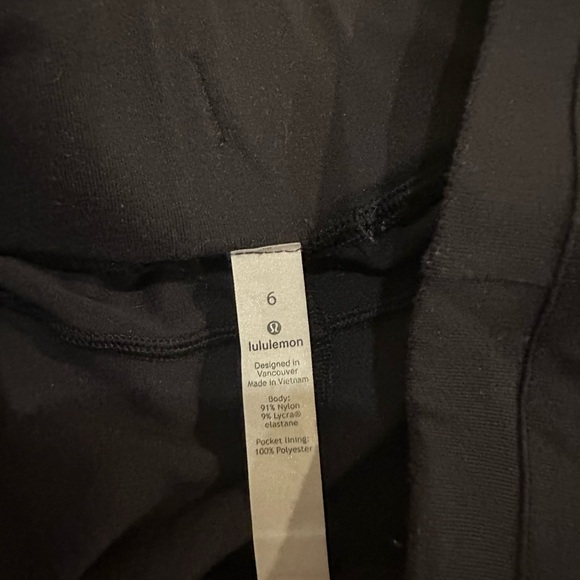 6
lululemon
Designed in
Vancouver
Made in Vietnam
Body:
91% Nylon
9% Lycra®
elastane
Pocket lining:
100% Polyester